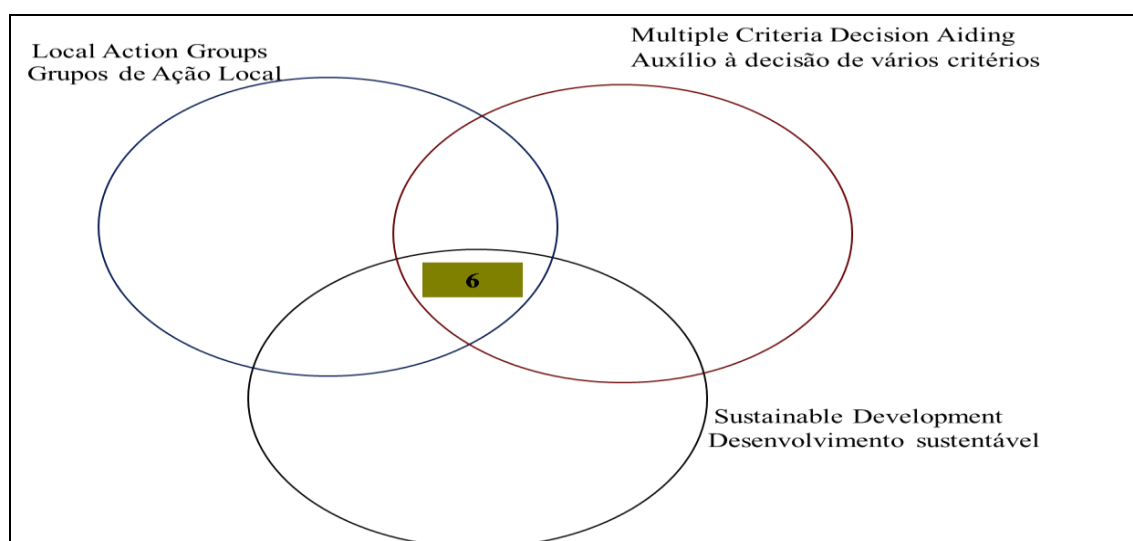 Local Action Groups
Grupos de Ação Local
Multiple Criteria Decision Aiding
Auxílio à decisão de vários critérios
6
Sustainable Development
Desenvolvimento sustentável